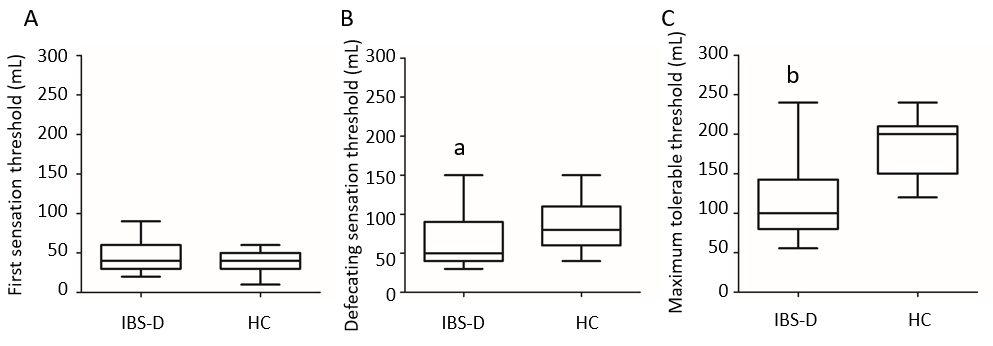 A
First sensation threshold (mL)
300
250
200
150
100
50
0
IBS-D HC
B
Defecating sensation threshold (mL)
300
250
200
150
100
50
0
a
IBS-D HC
C
Maximum tolerable threshold (mL)
300
250
200
150
100
50
0
b
IBS-D HC